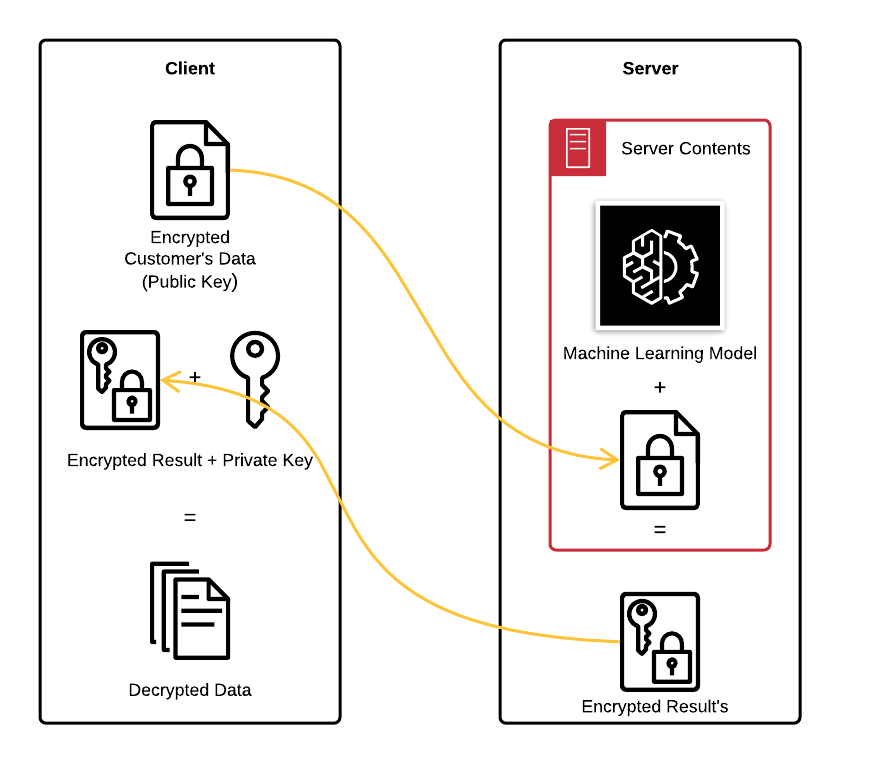 Client
Encrypted
Customer's Data
(Public Key)
+
Encrypted Result + Private Key
=
Decrypted Data
Server
Server Contents
Machine Learning Model
+
=
Encrypted Result's